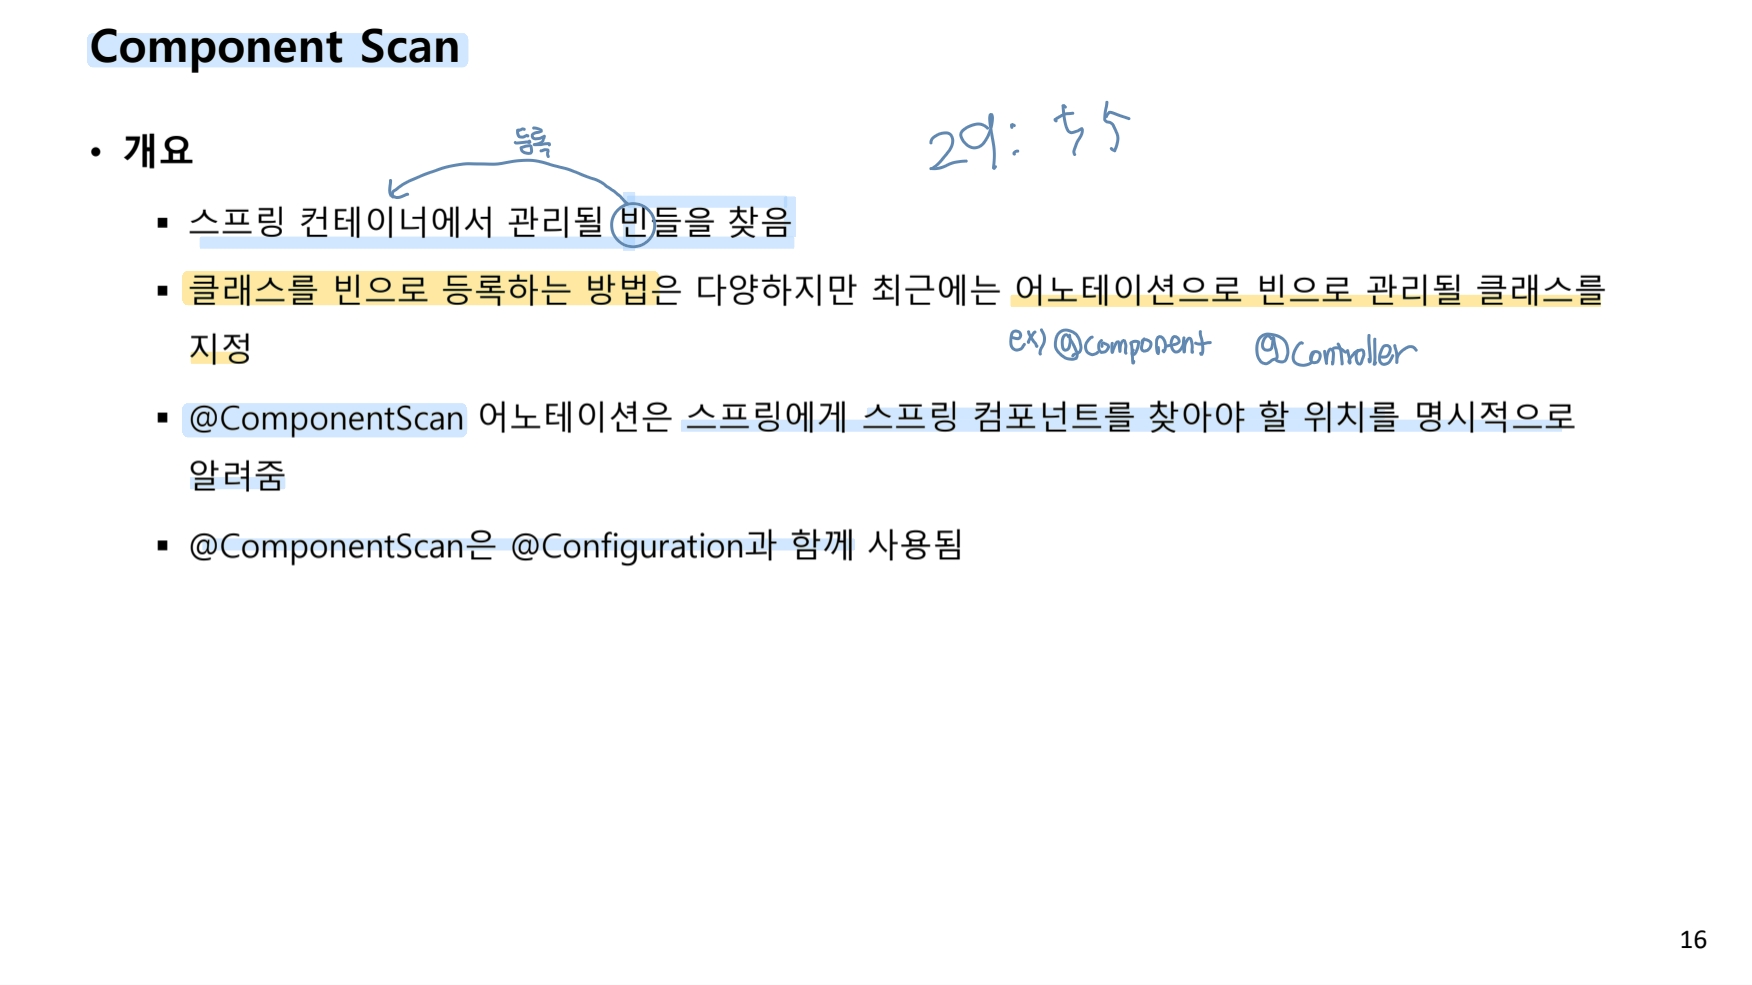 Component Scan
• 개요
등록
▪ 스프링 컨테이너에서 관리될 빈들을 찾음
▪ 클래스를 빈으로 등록하는 방법은 다양하지만 최근에는 어노테이션으로 빈으로 관리될 클래스를
지정
ex) @component @Controller
▪ @ComponentScan 어노테이션은 스프링에게 스프링 컴포넌트를 찾아야 할 위치를 명시적으로
알려줌
▪ @ComponentScan은 @Configuration과 함께 사용됨
16